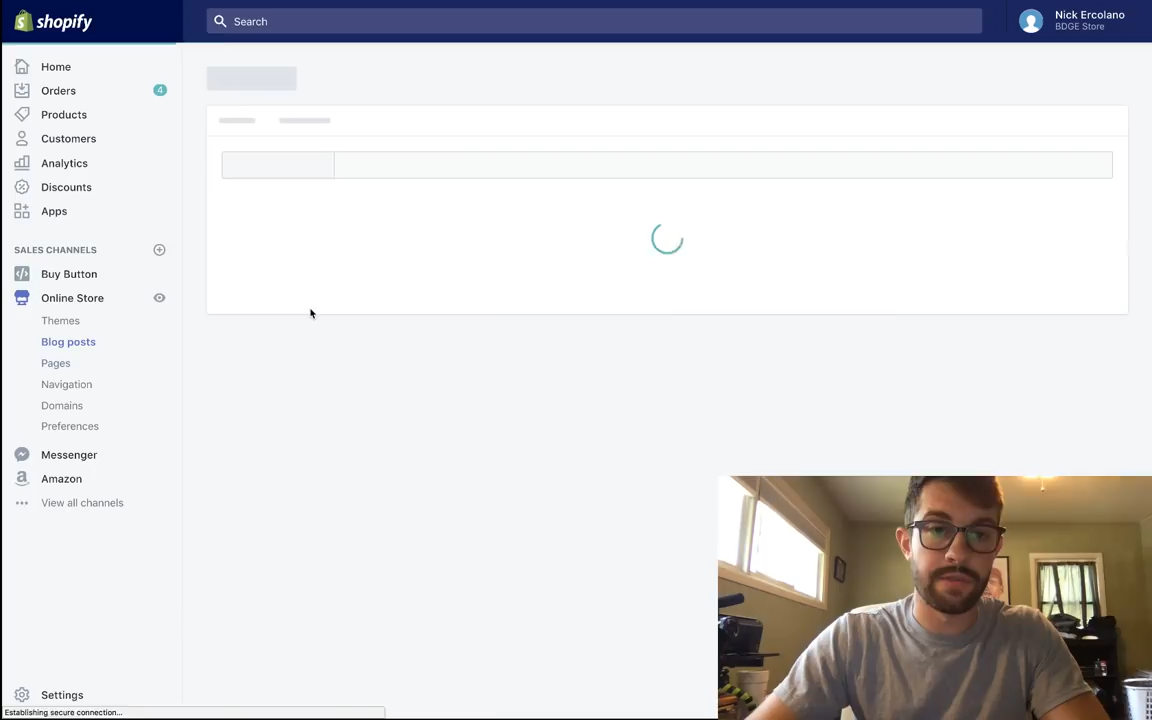 shopify
Search
Nick Ercolano
BDGE Store
Home
Orders
4
Products
Customers
Analytics
Discounts
Apps
SALES CHANNELS
Buy Button
Online Store
Themes
Blog posts
Pages
Navigation
Domains
Preferences
Messenger
Amazon
View all channels
Settings
Establishing secure connection...